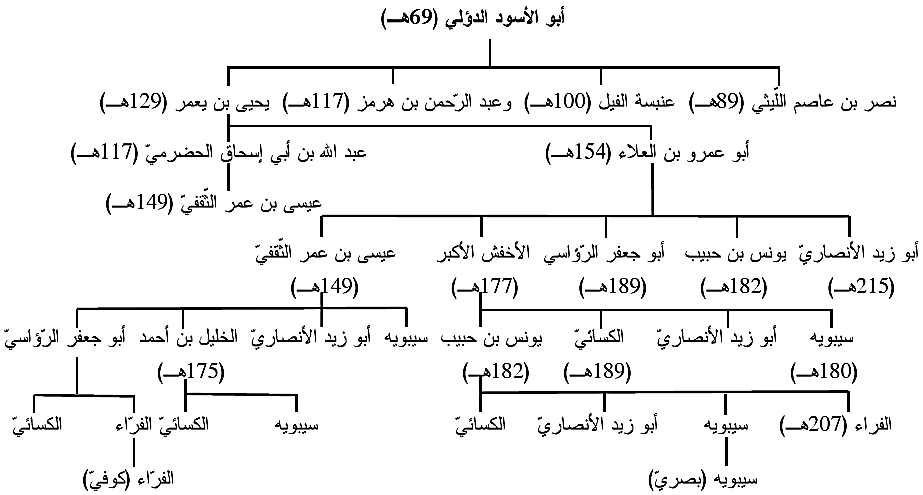 أبو الأسود الدؤلي (69هـ)
نصر بن عاصم اللّيثي (89هـ) عنبسة الفيل (100هـ) وعبد الرّحمن بن هرمز (117هـ) يحيى بن يعمر (129هـ)
أبو عمرو بن العلاء (154هـ) عبد الله بن أبي إسحاق الحضرميّ (117هـ)
عيسى بن عمر الثّقفيّ (149هـ)
أبو زيد الأنصاريّ يونس بن حبيب أبو جعفر الرّؤاسي الأخفش الأكبر عيسى بن عمر الثّقفيّ
(215هـ) (182هـ) (189هـ) (177هـ) (149هـ)
سيبويه أبو زيد الأنصاريّ الكسائيّ يونس بن حبيب سيبويه أبو زيد الأنصاريّ الخليل بن أحمد أبو جعفر الرّؤاسيّ
(180هـ) (189هـ) (182هـ) (175هـ)
الفراء (207هـ) سيبويه أبو زيد الأنصاريّ الكسائيّ سيبويه الكسائيّ الفرّاء الكسائيّ
سيبويه (بصريّ) الفرّاء (كوفيّ)